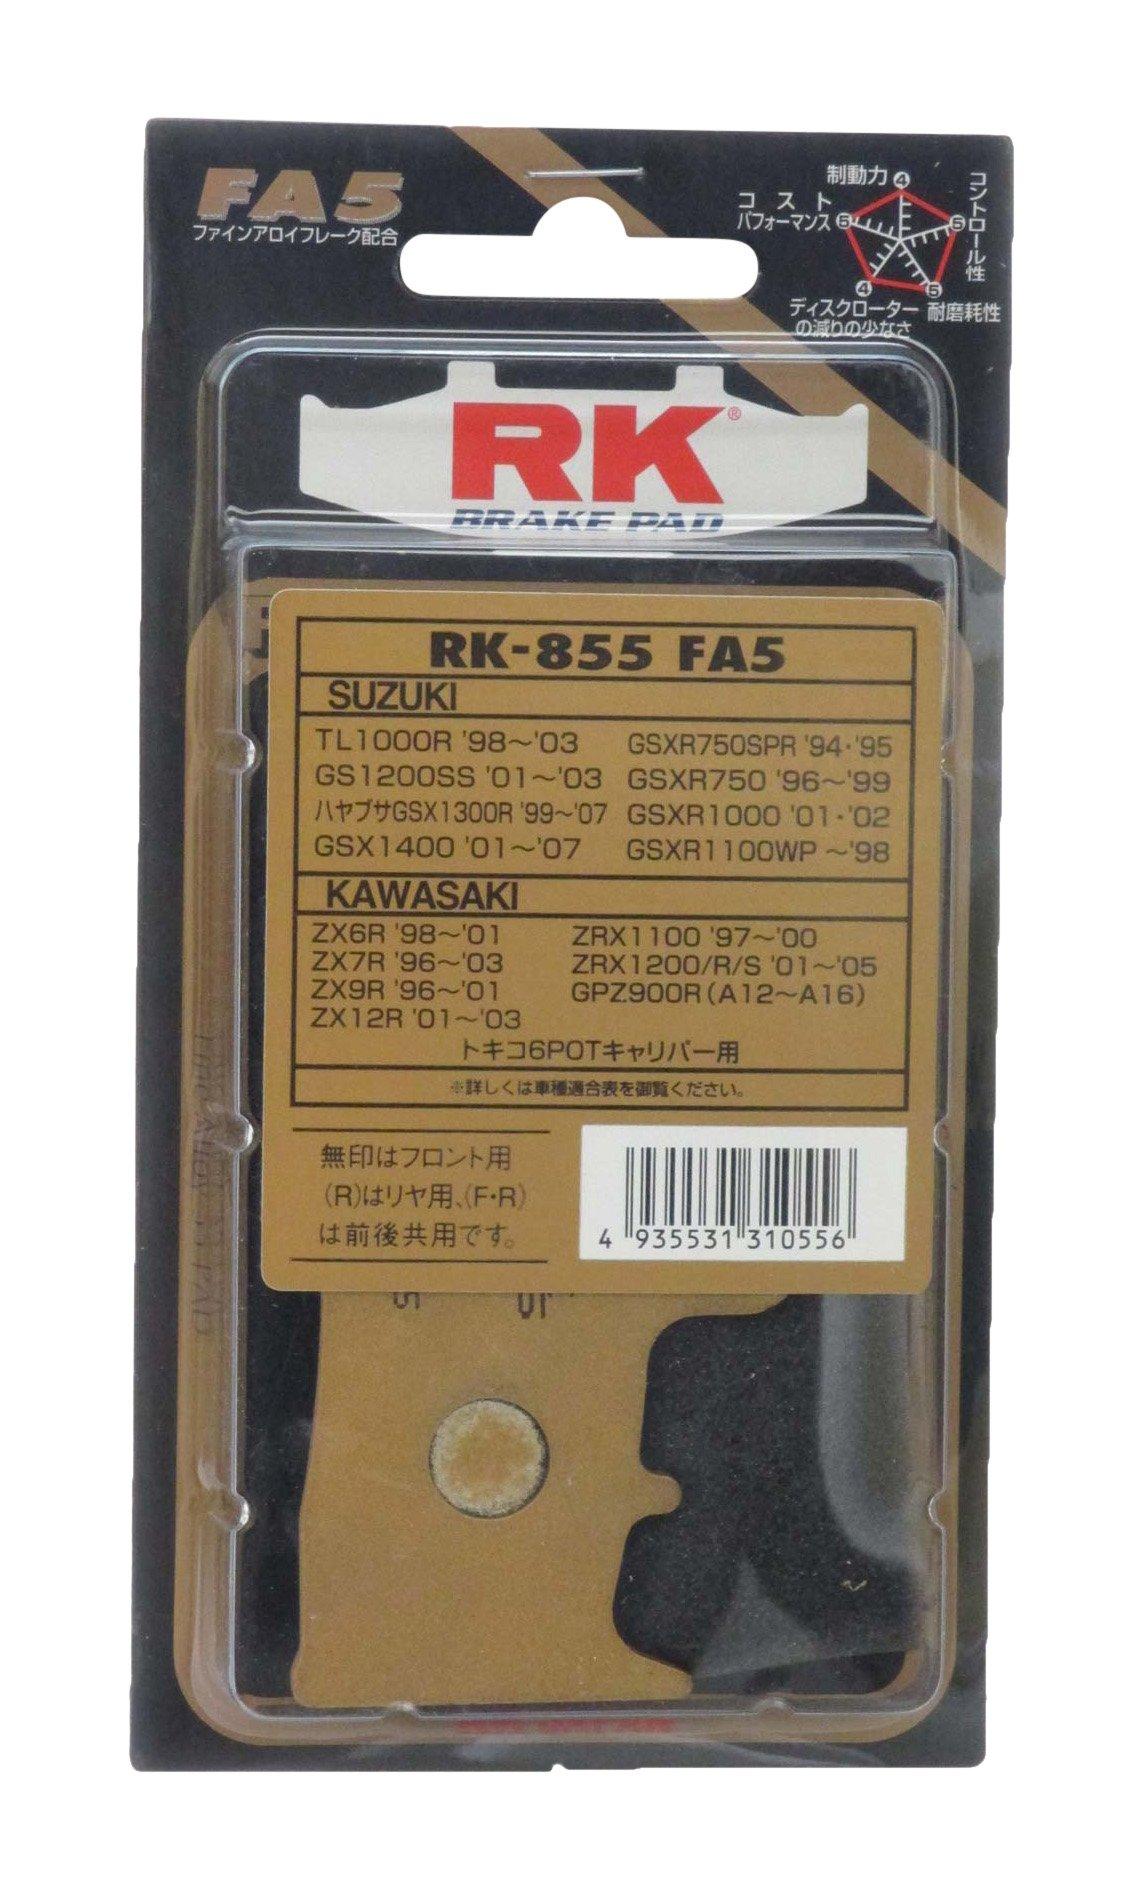 FA5
ファインアロイフレーク配合
制動力
コスト
パフォーマンス
コントロール性
4
5
5
4
5
ディスクローター
の減りの少なさ
耐磨耗性
RK®
BRAKE PAD
RK-855 FA5
SUZUKI
TL1000R '98～'03 GSXR750SPR '94・'95
GS1200SS '01～'03 GSXR750 '96～'99
ハヤブサGSX1300R '99～'07 GSXR1000 '01・'02
GSX1400 '01～'07 GSXR1100WP ～'98
KAWASAKI
ZX6R '98～'01 ZRX1100 '97～'00
ZX7R '96～'03 ZRX1200/R/S '01～'05
ZX9R '96～'01 GPZ900R(A12～A16)
ZX12R '01～'03
トキコ6POTキャリパー用
※詳しくは車種適合表を御覧ください。
無印はフロント用
(R)はリヤ用、(F・R)
は前後共用です。
4 935531 310556